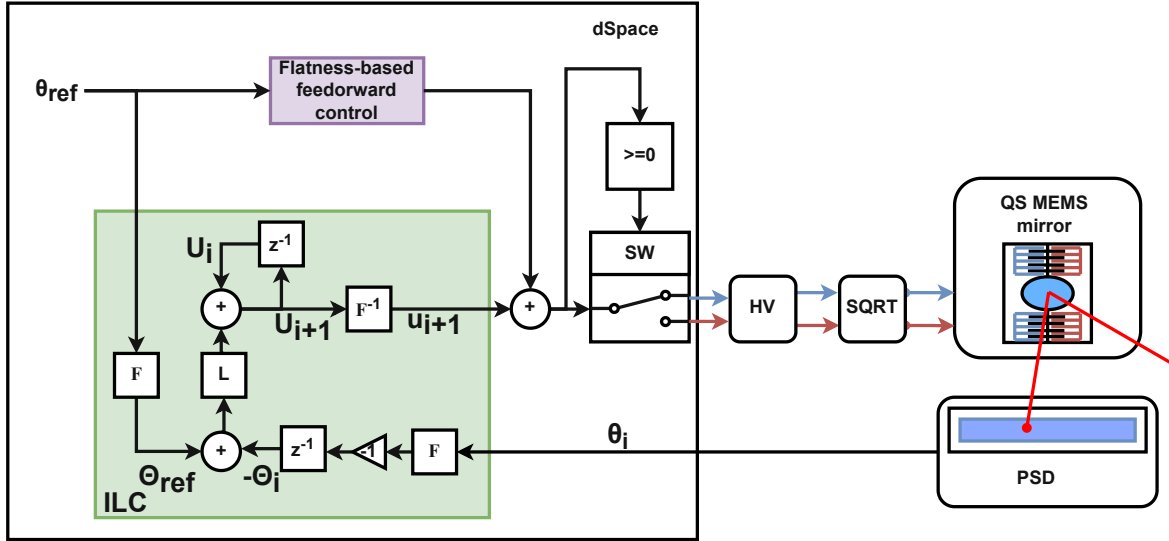 dSpace
θref
Flatness-based
feedorward
control
>=0
QS MEMS
mirror
SW
Ui
z-1
+
Ui+1
F-1
ui+1
+
HV
SQRT
F
L
+
z-1
-1
F
θi
Θref
-Θi
ILC
PSD